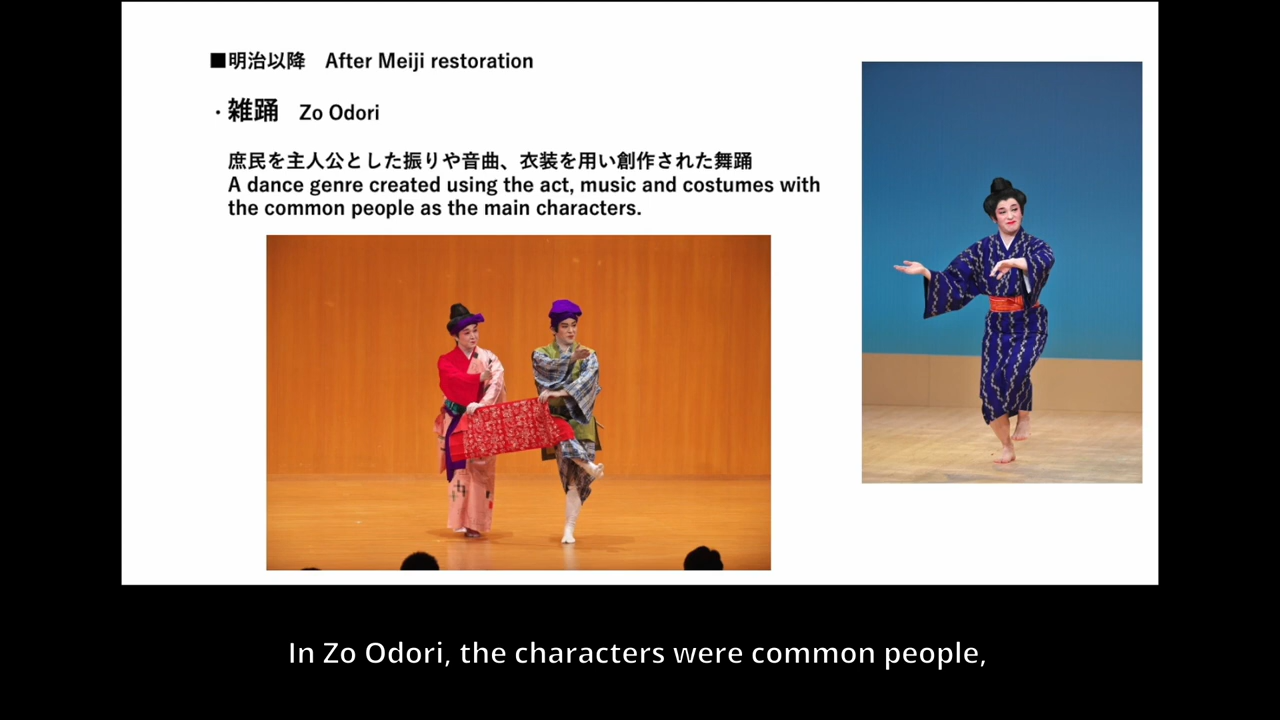 ■明治以降　After Meiji restoration
・雑踊　Zo Odori
庶民を主人公とした振りや音曲、衣装を用い創作された舞踊
A dance genre created using the act, music and costumes with
the common people as the main characters.
In Zo Odori, the characters were common people,